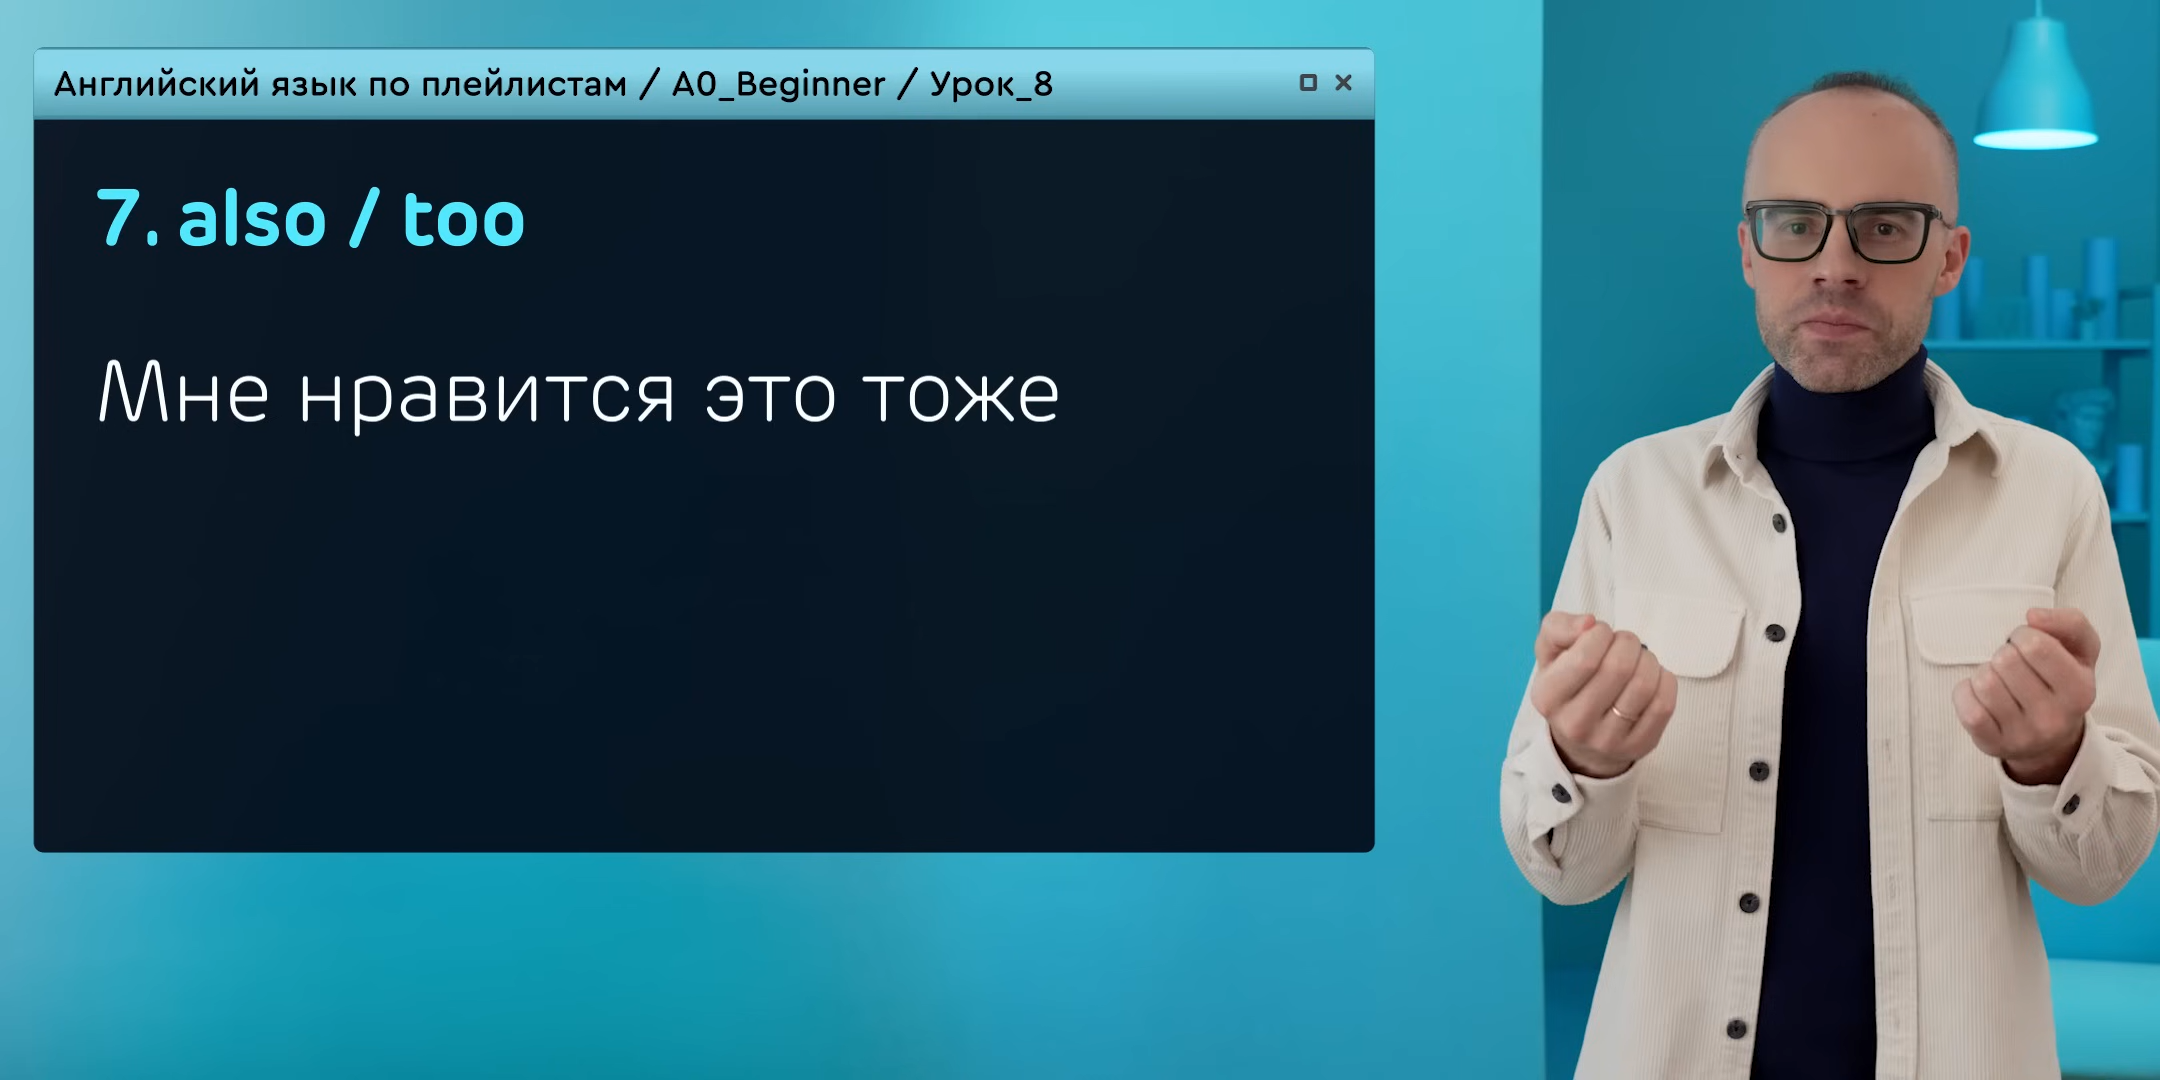 Английский язык по плейлистам / A0_Beginner / Урок_8
7. also / too
Мне нравится это тоже